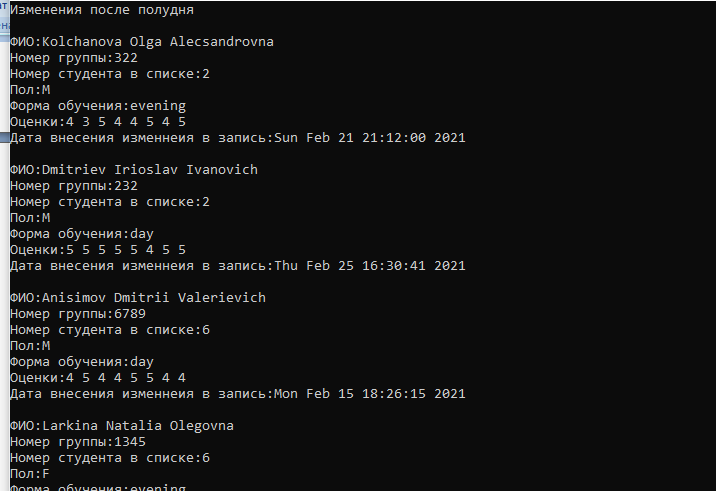 Изменения после полудня
ФИО:Kolchanova Olga Alecsandrovna
Номер группы:322
Номер студента в списке:2
Пол:M
Форма обучения:evening
Оценки:4 3 5 4 4 5 4 5
Дата внесения изменнеия в запись:Sun Feb 21 21:12:00 2021
ФИО:Dmitriev Irioslav Ivanovich
Номер группы:232
Номер студента в списке:2
Пол:M
Форма обучения:day
Оценки:5 5 5 5 5 4 5 5
Дата внесения изменнеия в запись:Thu Feb 25 16:30:41 2021
ФИО:Anisimov Dmitrii Valerievich
Номер группы:6789
Номер студента в списке:6
Пол:M
Форма обучения:day
Оценки:4 5 4 4 5 5 4 4
Дата внесения изменнеия в запись:Mon Feb 15 18:26:15 2021
ФИО:Larkina Natalia Olegovna
Номер группы:1345
Номер студента в списке:6
Пол:F
Форма обучения:evening